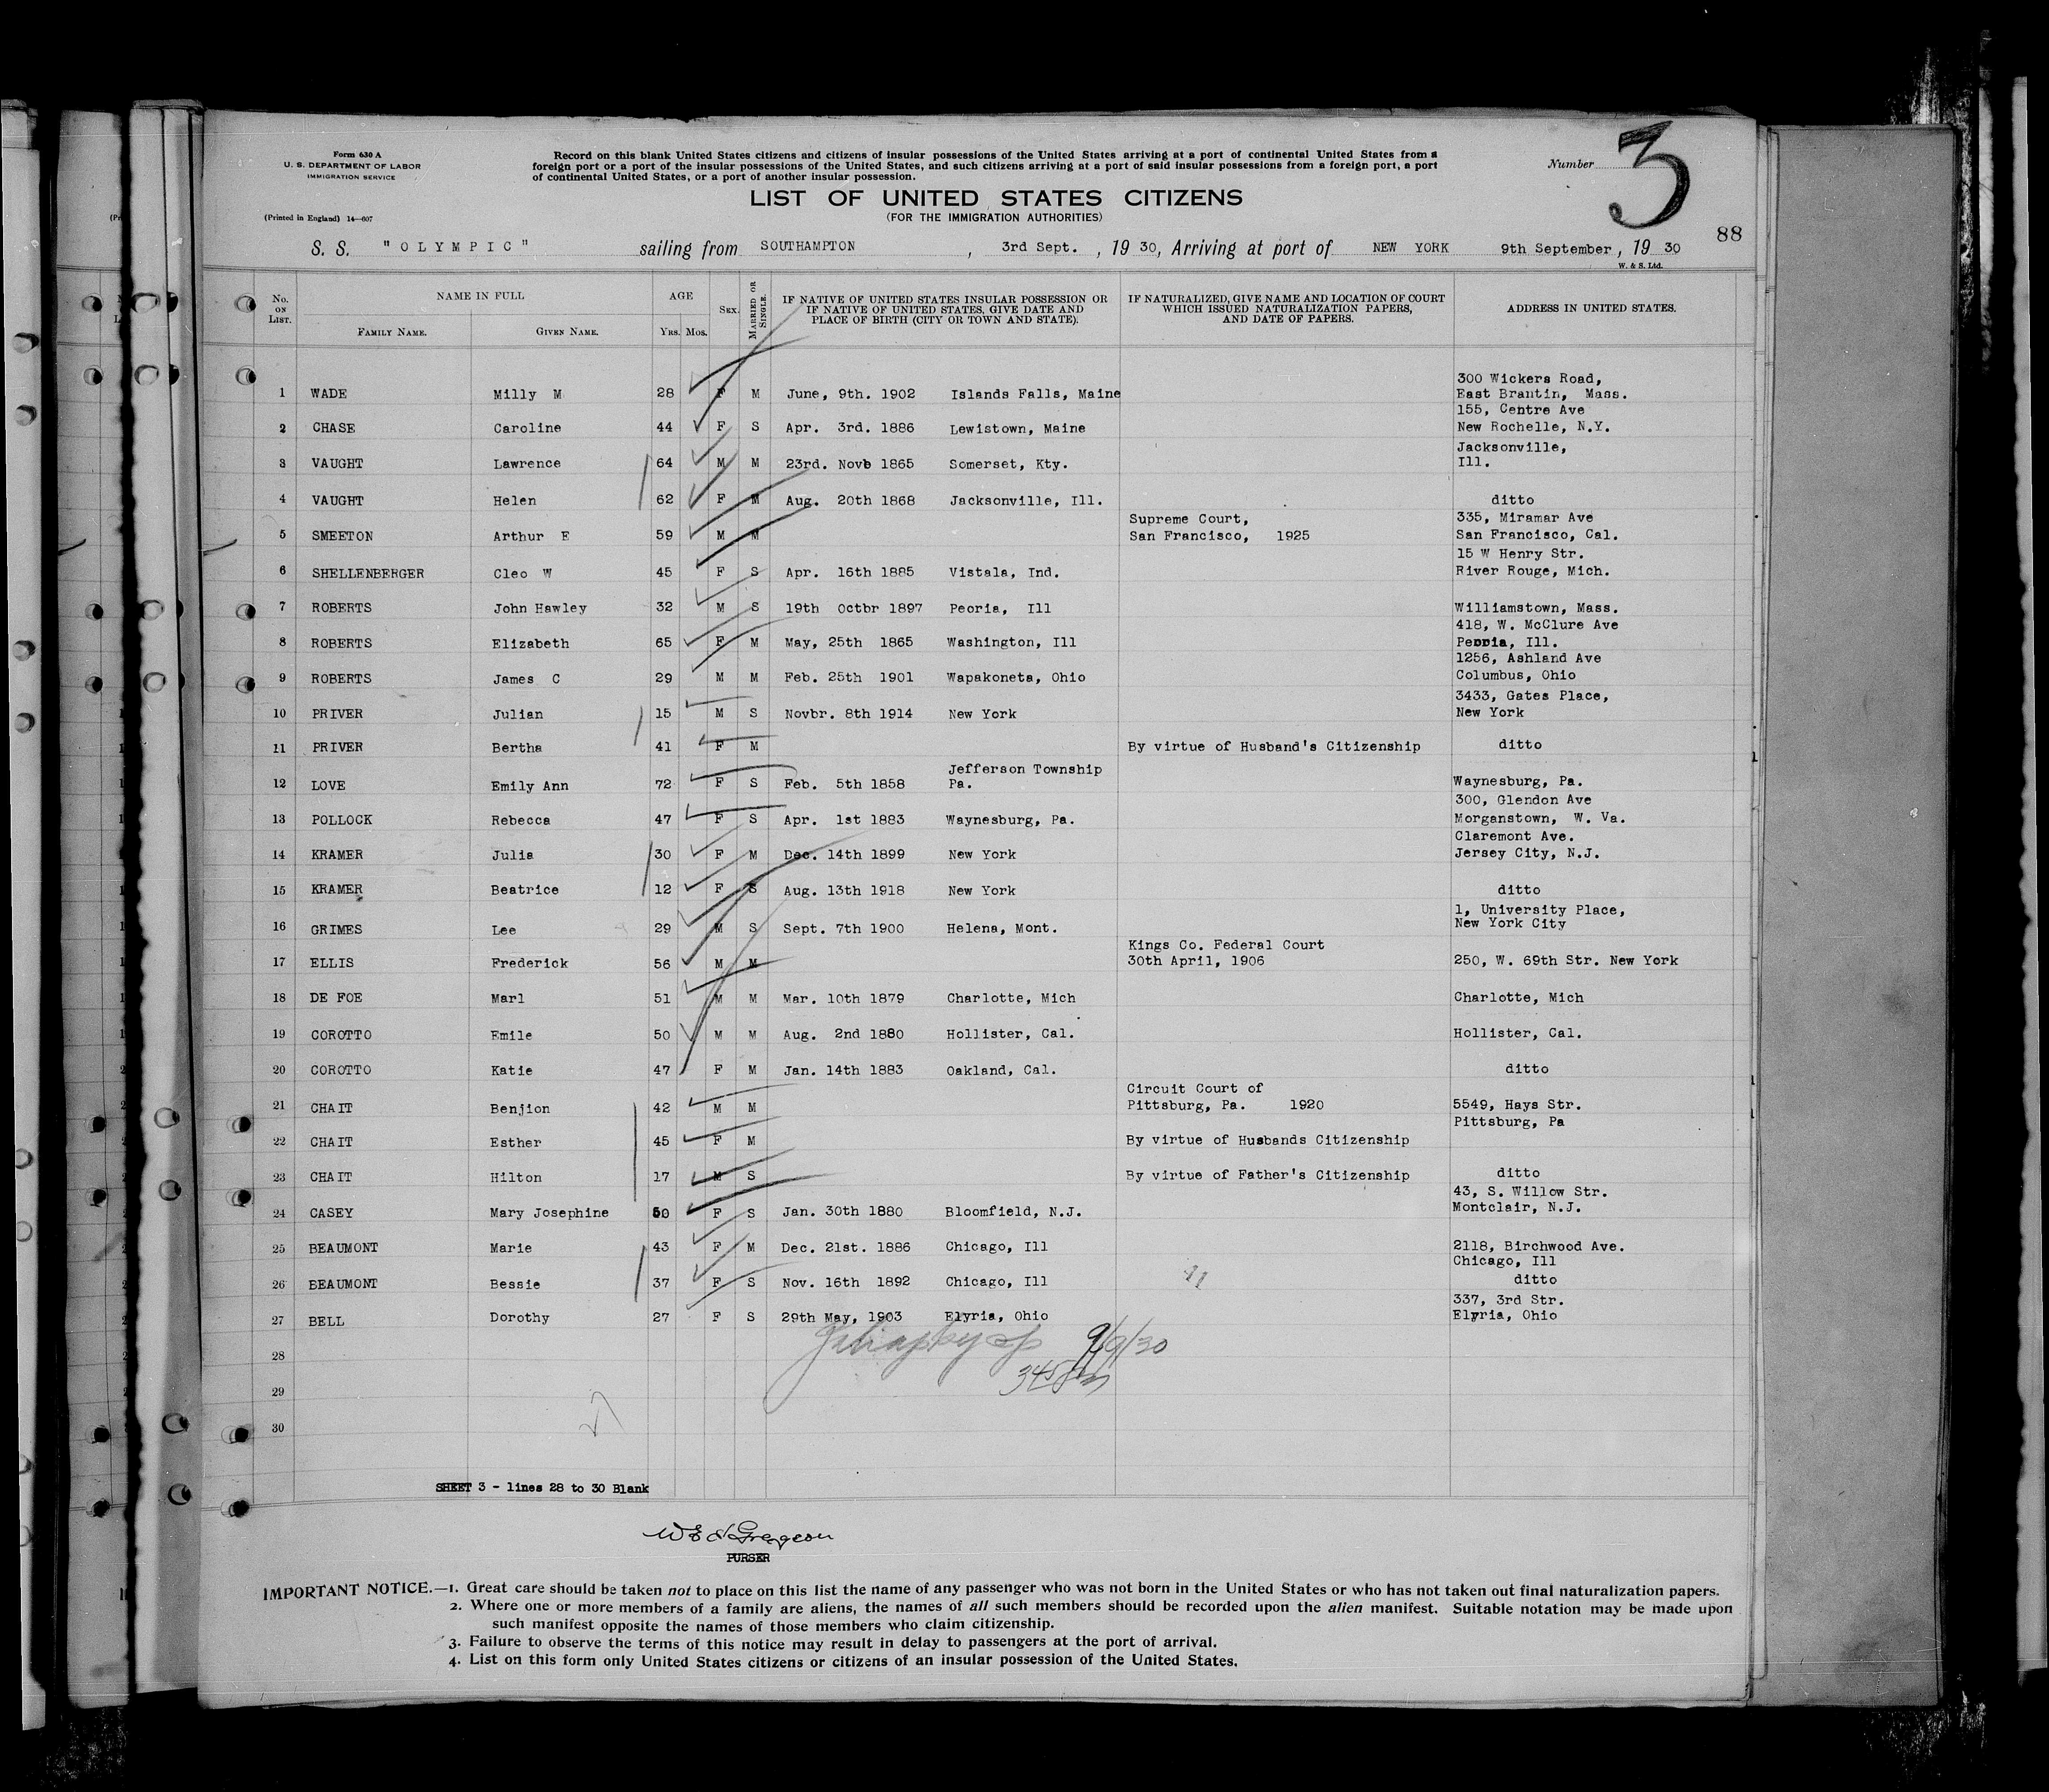 Form 630 A
U. S. DEPARTMENT OF LABOR
IMMIGRATION SERVICE
(Printed in England) 14—607
Record on this blank United States citizens and citizens of insular possessions of the United States arriving at a port of continental United States from a
foreign port or a port of the insular possessions of the United States, and such citizens arriving at a port of said insular possessions from a foreign port, a port
of continental United States, or a port of another insular possession.
Number 3
LIST OF UNITED STATES CITIZENS
(FOR THE IMMIGRATION AUTHORITIES)
88
S. S. "OLYMPIC" sailing from SOUTHAMPTON , 3rd Sept. , 19 30, Arriving at port of NEW YORK 9th September , 19 30
W. & S. Ltd.
No. ON LIST. NAME IN FULL FAMILY NAME. GIVEN NAME. AGE YRS. MOS. SEX. MARRIED OR SINGLE. IF NATIVE OF UNITED STATES INSULAR POSSESSION OR IF NATIVE OF UNITED STATES, GIVE DATE AND PLACE OF BIRTH (CITY OR TOWN AND STATE). IF NATURALIZED, GIVE NAME AND LOCATION OF COURT WHICH ISSUED NATURALIZATION PAPERS, AND DATE OF PAPERS. ADDRESS IN UNITED STATES.
1 WADE Milly M 28 F M June, 9th. 1902 Islands Falls, Maine 300 Wickers Road, East Brantin, Mass.
2 CHASE Caroline 44 F S Apr. 3rd. 1886 Lewistown, Maine 155, Centre Ave New Rochelle, N.Y.
3 VAUGHT Lawrence 64 M M 23rd. Novb 1865 Somerset, Kty. Jacksonville, Ill.
4 VAUGHT Helen 62 F M Aug. 20th 1868 Jacksonville, Ill. ditto
5 SMEETON Arthur E 59 M M Supreme Court, San Francisco, 1925 335, Miramar Ave San Francisco, Cal.
6 SHELLENBERGER Cleo W 45 F S Apr. 16th 1885 Vistala, Ind. 15 W Henry Str. River Rouge, Mich.
7 ROBERTS John Hawley 32 M S 19th Octbr 1897 Peoria, Ill Williamstown, Mass.
8 ROBERTS Elizabeth 65 F M May, 25th 1865 Washington, Ill 418, W. McClure Ave Peoria, Ill.
9 ROBERTS James C 29 M M Feb. 25th 1901 Wapakoneta, Ohio 1256, Ashland Ave Columbus, Ohio
10 PRIVER Julian 15 M S Novbr. 8th 1914 New York 3433, Gates Place, New York
11 PRIVER Bertha 41 F M By virtue of Husband's Citizenship ditto
12 LOVE Emily Ann 72 F S Feb. 5th 1858 Jefferson Township Pa. Waynesburg, Pa.
13 POLLOCK Rebecca 47 F S Apr. 1st 1883 Waynesburg, Pa. 300, Glendon Ave Morganstown, W. Va.
14 KRAMER Julia 30 F M Dec. 14th 1899 New York Claremont Ave. Jersey City, N.J.
15 KRAMER Beatrice 12 F S Aug. 13th 1918 New York ditto
16 GRIMES Lee 29 M S Sept. 7th 1900 Helena, Mont. 1, University Place, New York City
17 ELLIS Frederick 56 M M Kings Co. Federal Court 30th April, 1906 250, W. 69th Str. New York
18 DE FOE Marl 51 M M Mar. 10th 1879 Charlotte, Mich Charlotte, Mich
19 COROTTO Emile 50 M M Aug. 2nd 1880 Hollister, Cal. Hollister, Cal.
20 COROTTO Katie 47 F M Jan. 14th 1883 Oakland, Cal. ditto
21 CHAIT Benjion 42 M M Circuit Court of Pittsburg, Pa. 1920 5549, Hays Str. Pittsburg, Pa
22 CHAIT Esther 45 F M By virtue of Husbands Citizenship
23 CHAIT Hilton 17 M S By virtue of Father's Citizenship ditto
24 CASEY Mary Josephine 50 F S Jan. 30th 1880 Bloomfield, N.J. 43, S. Willow Str. Montclair, N.J.
25 BEAUMONT Marie 43 F M Dec. 21st. 1886 Chicago, Ill 2118, Birchwood Ave. Chicago, Ill
26 BEAUMONT Bessie 37 F S Nov. 16th 1892 Chicago, Ill ditto
27 BELL Dorothy 27 F S 29th May, 1903 Elyria, Ohio 337, 3rd Str. Elyria, Ohio
28 9/9/30
29 345 pm
30 27
SHEET 3 - lines 28 to 30 Blank
PURSER
IMPORTANT NOTICE.—1. Great care should be taken not to place on this list the name of any passenger who was not born in the United States or who has not taken out final naturalization papers.
2. Where one or more members of a family are aliens, the names of all such members should be recorded upon the alien manifest. Suitable notation may be made upon
such manifest opposite the names of those members who claim citizenship.
3. Failure to observe the terms of this notice may result in delay to passengers at the port of arrival.
4. List on this form only United States citizens or citizens of an insular possession of the United States.